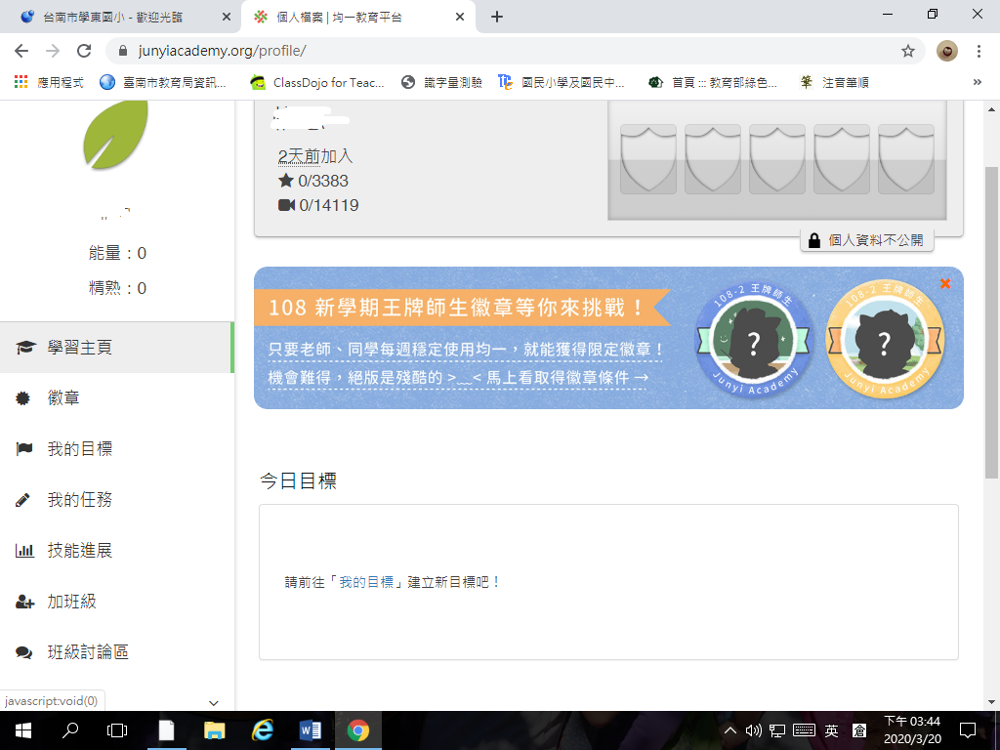 台南市學東國小 - 歡迎光臨
個人檔案 | 均一教育平台
junyiacademy.org/profile/
應用程式
臺南市教育局資訊...
ClassDojo for Teac...
識字量測驗
國民小學及國民中...
首頁 ::: 教育部綠色...
注音筆順
2天前加入
0/3383
0/14119
個人資料不公開
能量：0
精熟：0
學習主頁
徽章
我的目標
我的任務
技能進展
加班級
班級討論區
108 新學期王牌師生徽章等你來挑戰！
只要老師、同學每週穩定使用均一，就能獲得限定徽章！
機會難得，絕版是殘酷的 >__< 馬上看取得徽章條件 →
108-2 王牌師生
?
Junyi Academy
108-2 王牌師生
?
Junyi Academy
今日目標
請前往「我的目標」建立新目標吧！
javascript:void(0)
英
倉
下午 03:44
2020/3/20